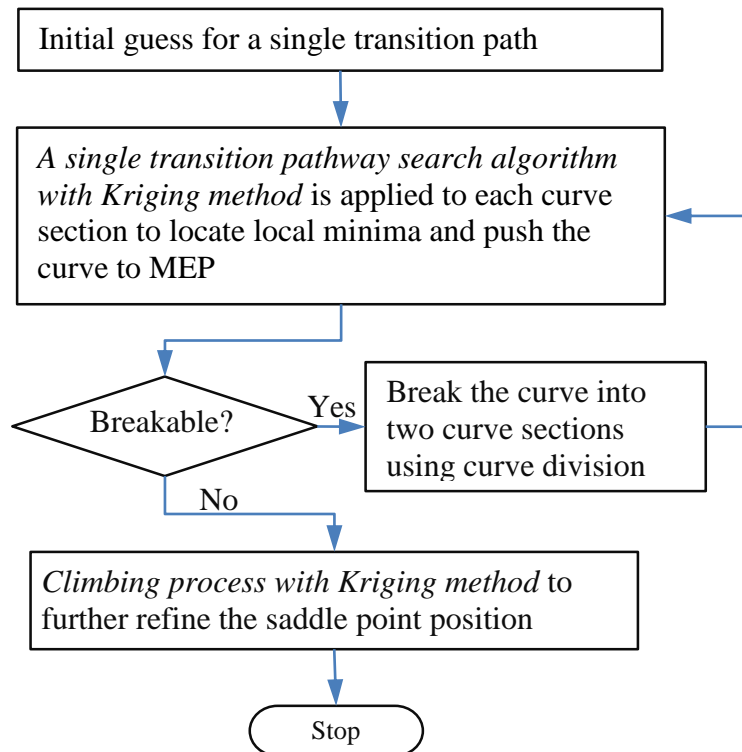 Initial guess for a single transition path
A single transition pathway search algorithm
with Kriging method is applied to each curve
section to locate local minima and push the
curve to MEP
Breakable?
Yes
Break the curve into
two curve sections
using curve division
No
Climbing process with Kriging method to
further refine the saddle point position
Stop